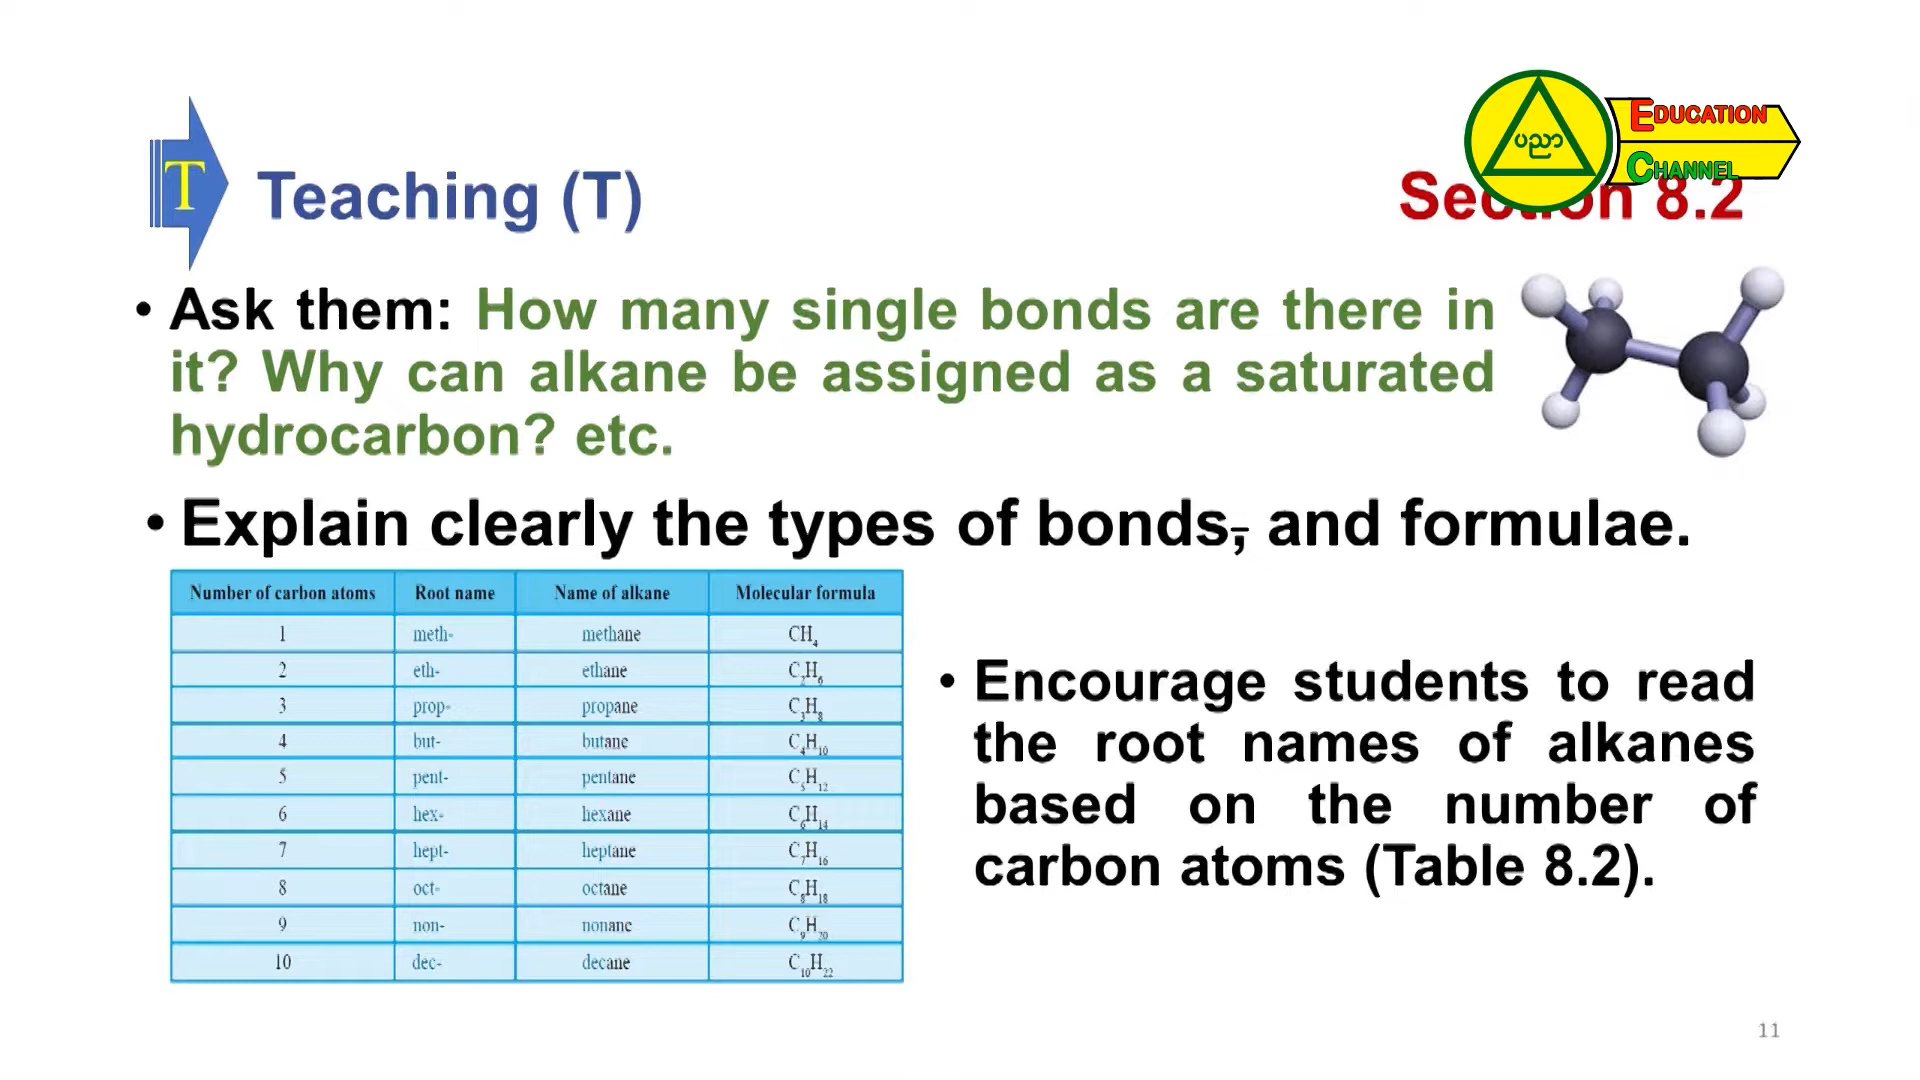 T
Teaching (T)
Section 8.2
ပညာ
EDUCATION
CHANNEL
• Ask them: How many single bonds are there in
it? Why can alkane be assigned as a saturated
hydrocarbon? etc.
• Explain clearly the types of bonds, and formulae.
Number of carbon atoms Root name Name of alkane Molecular formula
1 meth- methane CH₄
2 eth- ethane C₂H₆
3 prop- propane C₃H₈
4 but- butane C₄H₁₀
5 pent- pentane C₅H₁₂
6 hex- hexane C₆H₁₄
7 hept- heptane C₇H₁₆
8 oct- octane C₈H₁₈
9 non- nonane C₉H₂₀
10 dec- decane C₁₀H₂₂
• Encourage students to read
the root names of alkanes
based on the number of
carbon atoms (Table 8.2).
11